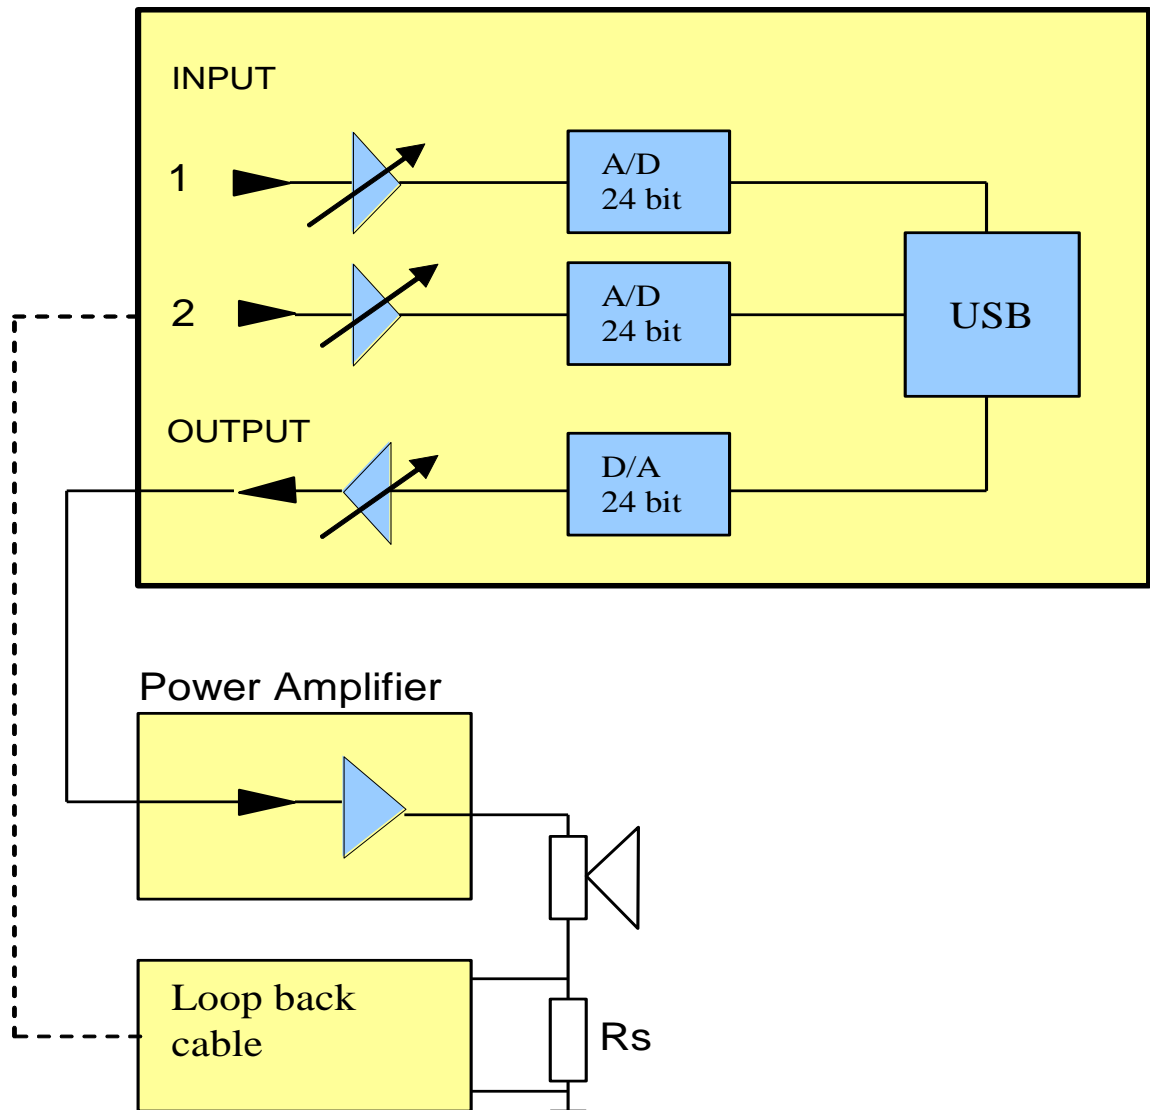 INPUT
1
A/D
24 bit
2
A/D
24 bit
USB
OUTPUT
D/A
24 bit
Power Amplifier
Loop back
cable
Rs